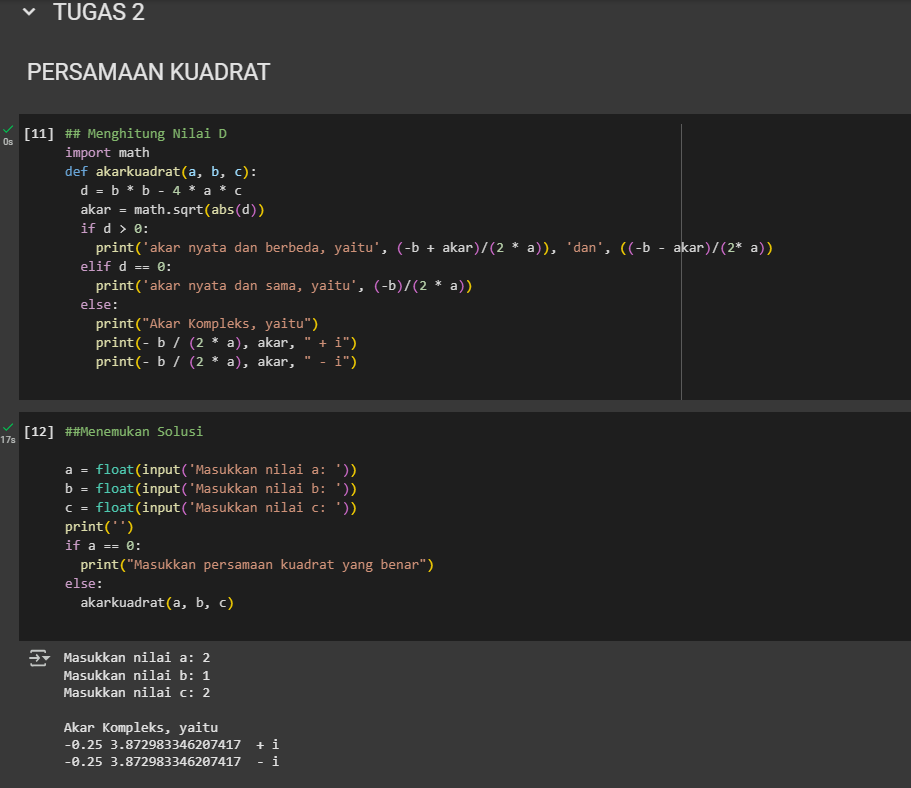 TUGAS 2
PERSAMAAN KUADRAT
0s
[11] ## Menghitung Nilai D
import math
def akarkuadrat(a, b, c):
  d = b * b - 4 * a * c
  akar = math.sqrt(abs(d))
  if d > 0:
    print('akar nyata dan berbeda, yaitu', (-b + akar)/(2 * a)), 'dan', ((-b - akar)/(2* a))
  elif d == 0:
    print('akar nyata dan sama, yaitu', (-b)/(2 * a))
  else:
    print("Akar Kompleks, yaitu")
    print(- b / (2 * a), akar, " + i")
    print(- b / (2 * a), akar, " - i")
17s
[12] ##Menemukan Solusi
a = float(input('Masukkan nilai a: '))
b = float(input('Masukkan nilai b: '))
c = float(input('Masukkan nilai c: '))
print('')
if a == 0:
  print("Masukkan persamaan kuadrat yang benar")
else:
  akarkuadrat(a, b, c)
Masukkan nilai a: 2
Masukkan nilai b: 1
Masukkan nilai c: 2
Akar Kompleks, yaitu
-0.25 3.872983346207417  + i
-0.25 3.872983346207417  - i